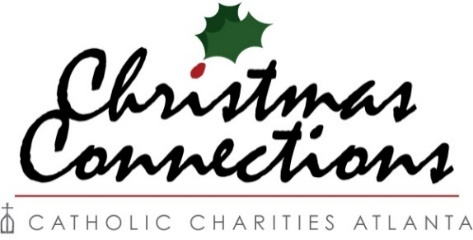 Christmas
Connections
CATHOLIC CHARITIES ATLANTA